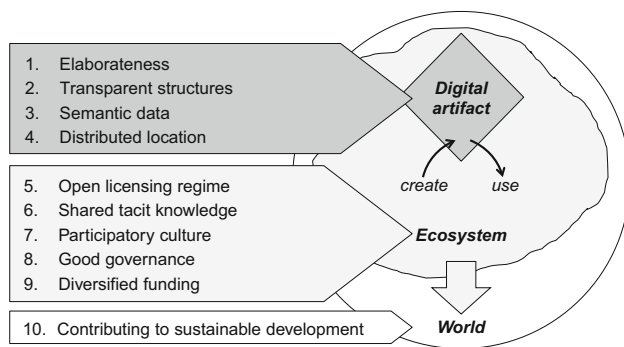 1. Elaborateness
2. Transparent structures
3. Semantic data
4. Distributed location
Digital
artifact
create
use
5. Open licensing regime
6. Shared tacit knowledge
7. Participatory culture
8. Good governance
9. Diversified funding
Ecosystem
10. Contributing to sustainable development
World